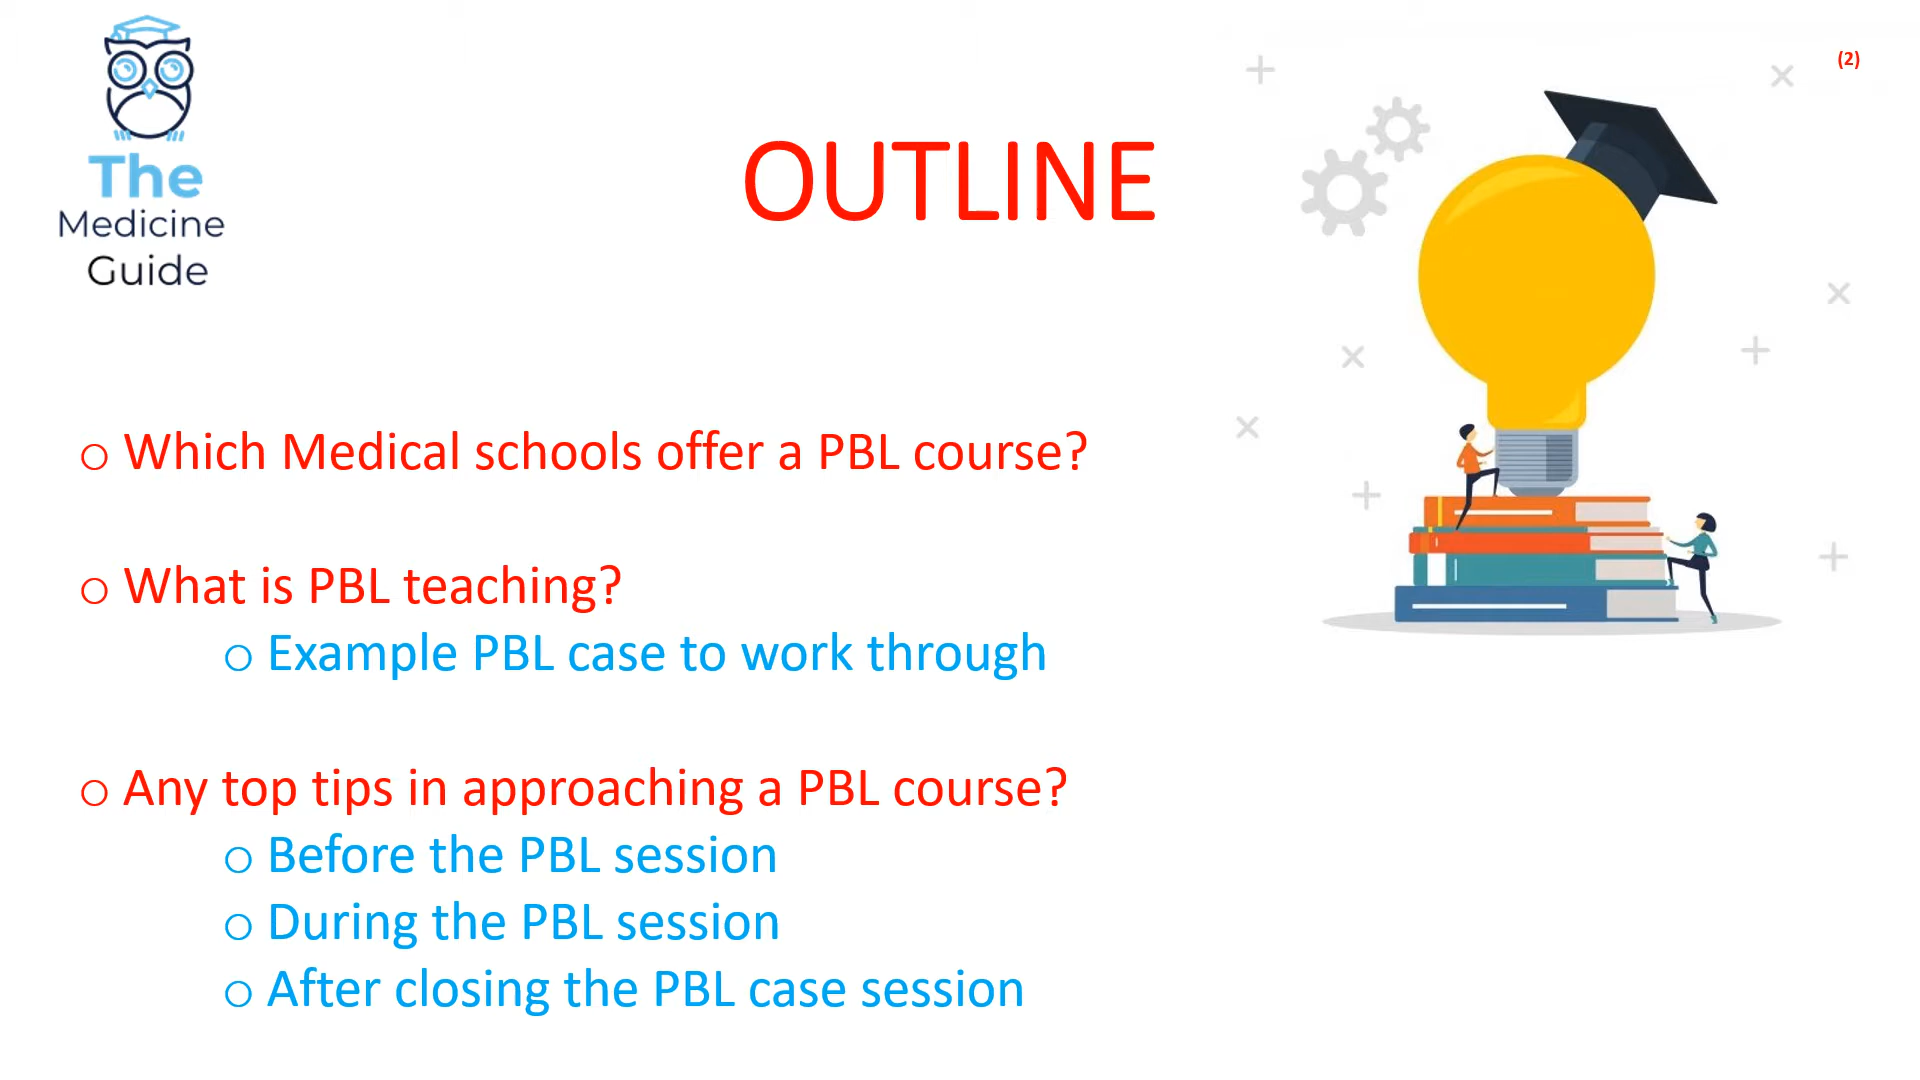 The
Medicine
Guide
(2)
OUTLINE
o Which Medical schools offer a PBL course?
o What is PBL teaching?
o Example PBL case to work through
o Any top tips in approaching a PBL course?
o Before the PBL session
o During the PBL session
o After closing the PBL case session